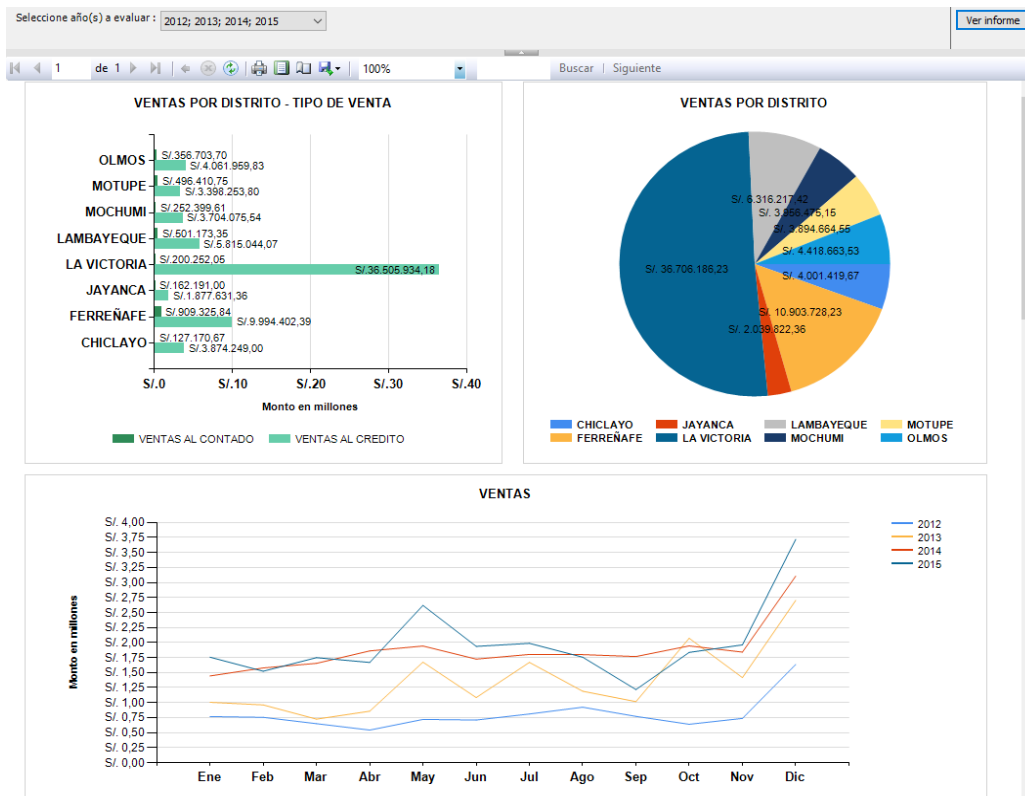 Seleccione año(s) a evaluar :
2012; 2013; 2014; 2015
Ver informe
1 de 1
100%
Buscar | Siguiente
VENTAS POR DISTRITO - TIPO DE VENTA
OLMOS
S/.356.703,70
S/.4.061.959,83
MOTUPE
S/.496.410,75
S/.3.398.253,80
MOCHUMI
S/.252.399,61
S/.3.704.075,54
LAMBAYEQUE
S/.501.173,35
S/.5.815.044,07
LA VICTORIA
S/.200.252,05
S/.36.505.934,18
JAYANCA
S/.162.191,00
S/.1.877.631,36
FERREÑAFE
S/.909.325,84
S/.9.994.402,39
CHICLAYO
S/.127.170,67
S/.3.874.249,00
S/.0 S/.10 S/.20 S/.30 S/.40
Monto en millones
VENTAS AL CONTADO VENTAS AL CREDITO
VENTAS POR DISTRITO
S/. 6.316.217,42
S/. 3.956.475,15
S/. 3.894.664,55
S/. 4.418.663,53
S/. 36.706.186,23
S/. 4.001.419,67
S/. 10.903.728,23
S/. 2.039.822,36
CHICLAYO JAYANCA LAMBAYEQUE MOTUPE
FERREÑAFE LA VICTORIA MOCHUMI OLMOS
VENTAS
S/. 4,00
S/. 3,75
S/. 3,50
S/. 3,25
S/. 3,00
S/. 2,75
S/. 2,50
S/. 2,25
S/. 2,00
S/. 1,75
S/. 1,50
S/. 1,25
S/. 1,00
S/. 0,75
S/. 0,50
S/. 0,25
S/. 0,00
Monto en millones
Ene Feb Mar Abr May Jun Jul Ago Sep Oct Nov Dic
2012
2013
2014
2015